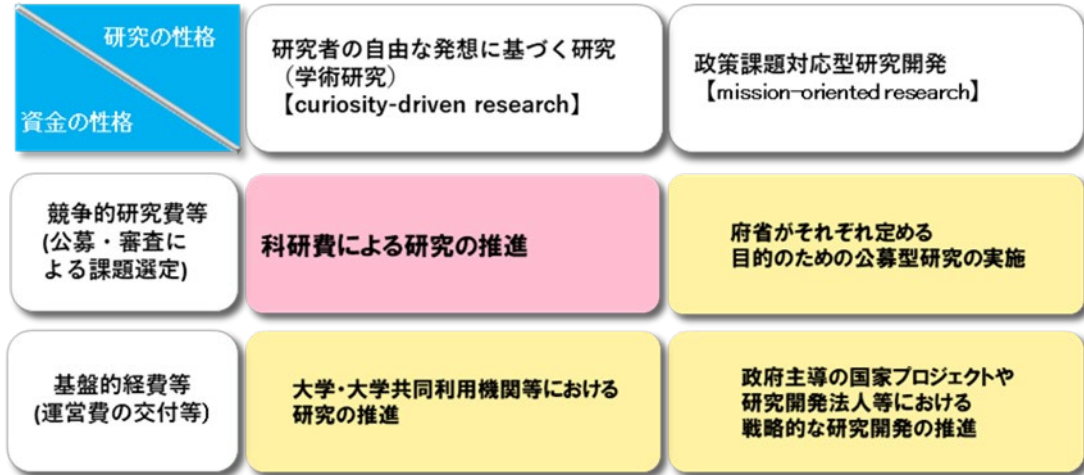 研究の性格
資金の性格
研究者の自由な発想に基づく研究
（学術研究）
【curiosity-driven research】
政策課題対応型研究開発
【mission-oriented research】
競争的研究費等
(公募・審査に
よる課題選定)
科研費による研究の推進
府省がそれぞれ定める
目的のための公募型研究の実施
基盤的経費等
(運営費の交付等)
大学・大学共同利用機関等における
研究の推進
政府主導の国家プロジェクトや
研究開発法人等における
戦略的な研究開発の推進